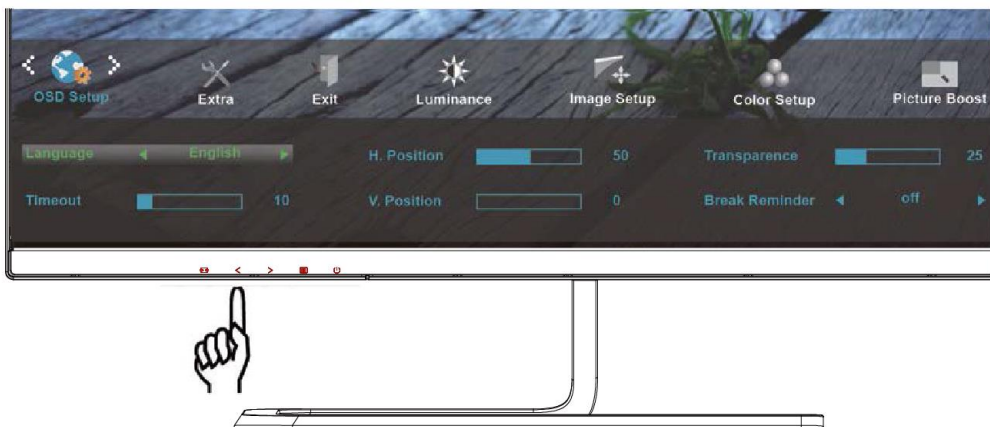 OSD Setup Extra Exit Luminance Image Setup Color Setup Picture Boost
Language English H. Position 50 Transparence 25
Timeout 10 V. Position 0 Break Reminder off